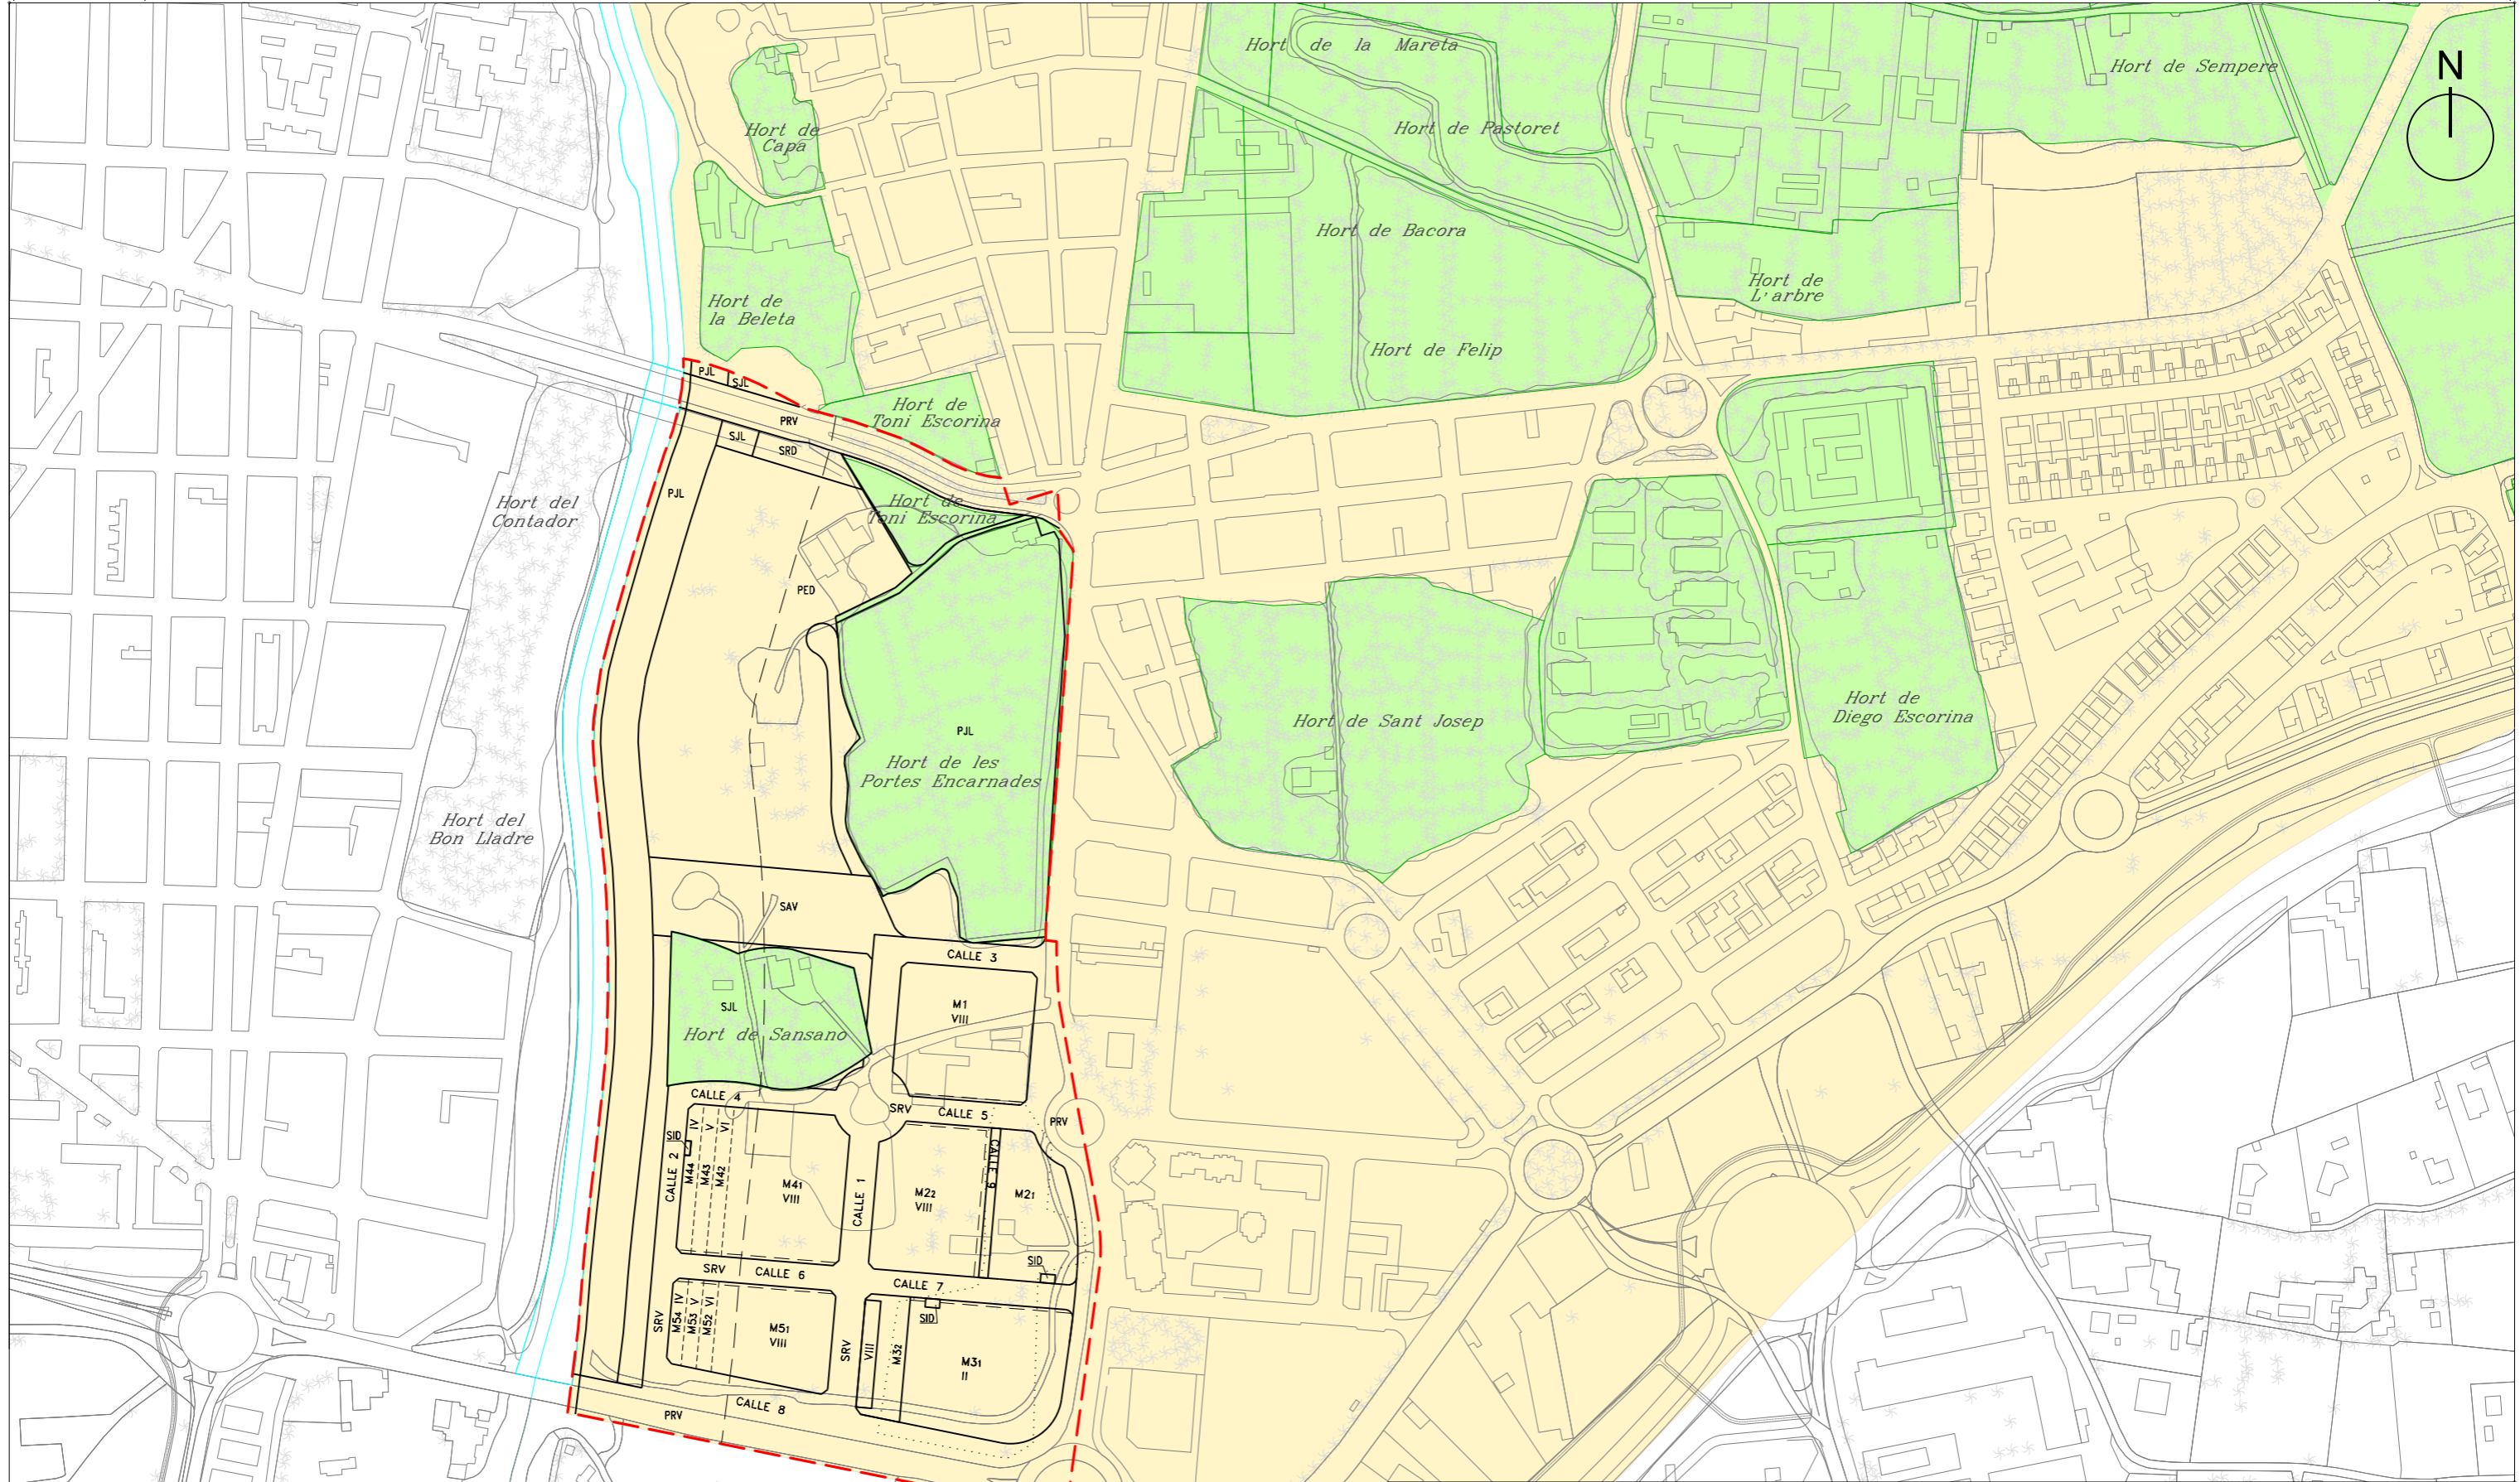 Hort de la Mareta
Hort de Sempere
N
Hort de
Capa
Hort de Pastoret
Hort de Bacora
Hort de
L'arbre
Hort de
la Beleta
Hort de Felip
PJL
SJL
Hort de
Toni Escorina
PRV
SJL
SRD
PJL
Hort del
Contador
Hort de
Toni Escorina
PED
Hort de
Diego Escorina
Hort de Sant Josep
PJL
Hort de les
Portes Encarnades
Hort del
Bon Lladre
SAV
CALLE 3
SJL
M1
VIII
Hort de Sansano
CALLE 4
SRV
CALLE 5
PRV
SID
IV
V
VI
CALLE 2
M44
M43
M42
M41
VIII
CALLE 1
M22
VIII
CALLE 9
M21
SID
SRV
CALLE 6
CALLE 7
SRV
M54 IV
M53 V
M52 VI
M51
VIII
SRV
VIII
M32
SID
M31
II
CALLE 8
PRV